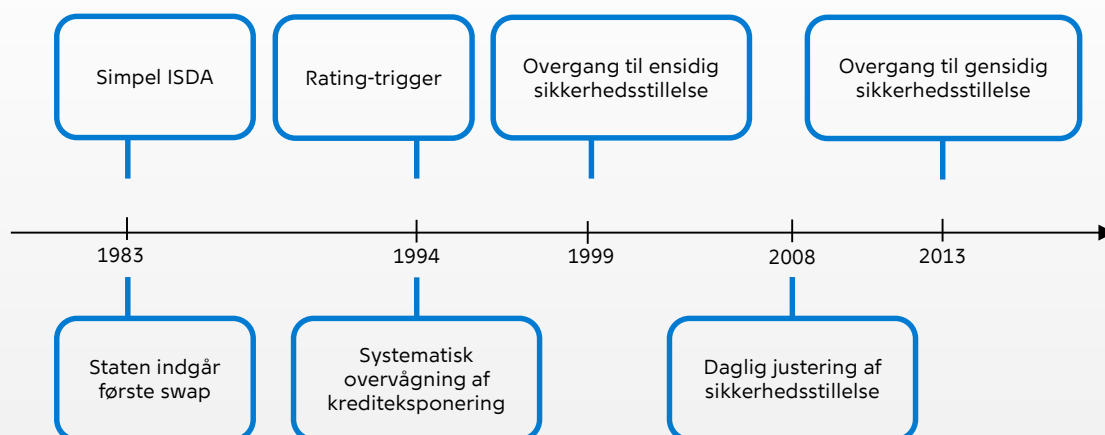 Simpel ISDA
Rating-trigger
Overgang til ensidig
sikkerhedsstillelse
Overgang til gensidig
sikkerhedsstillelse
1983
1994
1999
2008
2013
Staten indgår
første swap
Systematisk
overvågning af
krediteksponering
Daglig justering af
sikkerhedsstillelse